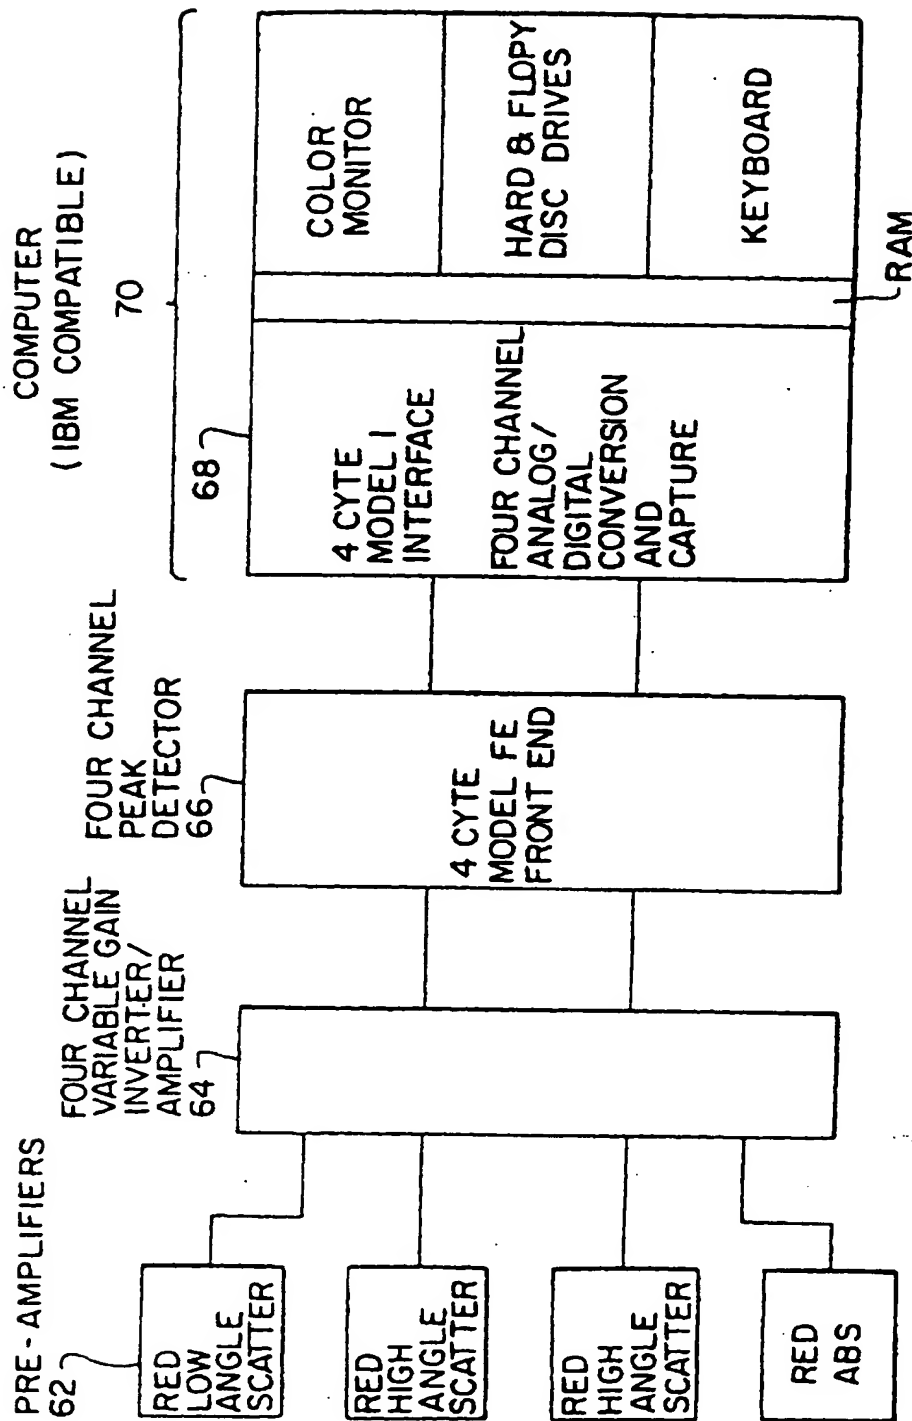 PRE-AMPLIFIERS
62
RED
LOW
ANGLE
SCATTER
RED
HIGH
ANGLE
SCATTER
RED
HIGH
ANGLE
SCATTER
RED
ABS
FOUR CHANNEL
VARIABLE GAIN
INVERTER/
AMPLIFIER
64
FOUR CHANNEL
PEAK
DETECTOR
66
4 CYTE
MODEL FE
FRONT END
COMPUTER
(IBM COMPATIBLE)
70
68
4 CYTE
MODEL I
INTERFACE
FOUR CHANNEL
ANALOG/
DIGITAL
CONVERSION
AND
CAPTURE
COLOR
MONITOR
HARD & FLOPY
DISC DRIVES
KEYBOARD
RAM